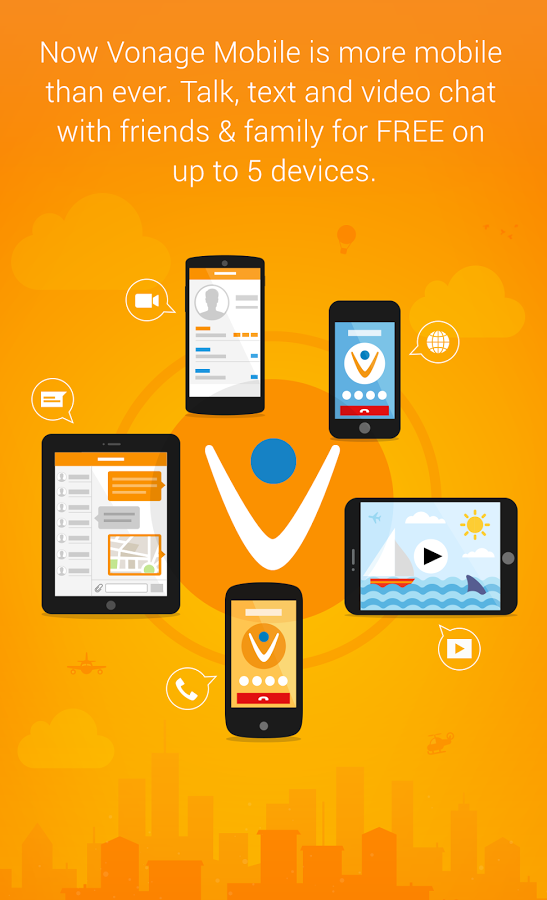 Now Vonage Mobile is more mobile
than ever. Talk, text and video chat
with friends & family for FREE on
up to 5 devices.